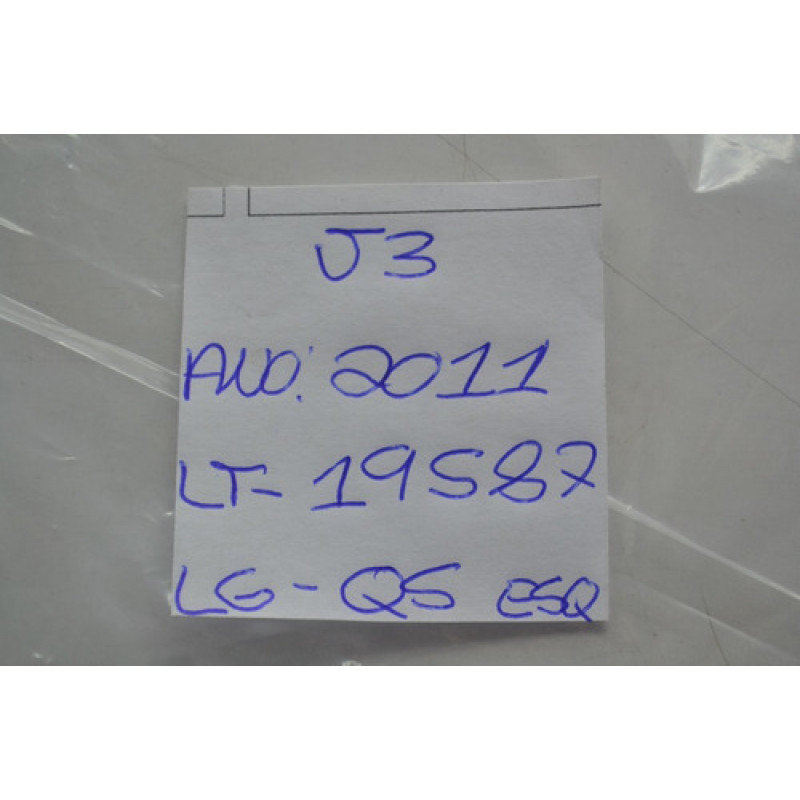 J3
ANO: 2011
LT- 19587
LG - QS ESQ